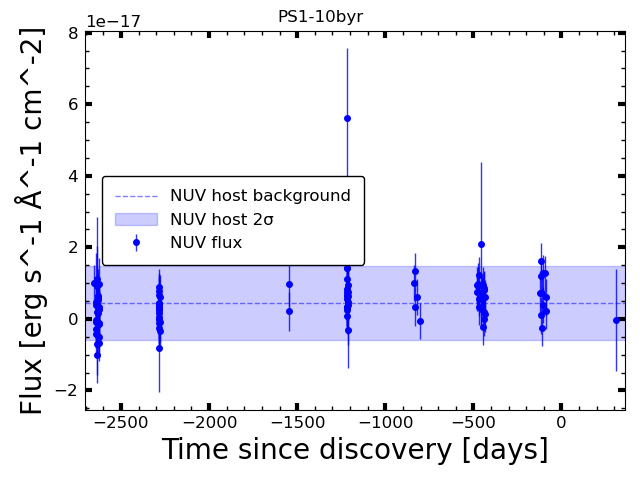 PS1-10byr
1e−17
8
6
4
2
0
−2
Flux [erg s^-1 Å^-1 cm^-2]
NUV host background
NUV host 2σ
NUV flux
−2500 −2000 −1500 −1000 −500 0
Time since discovery [days]